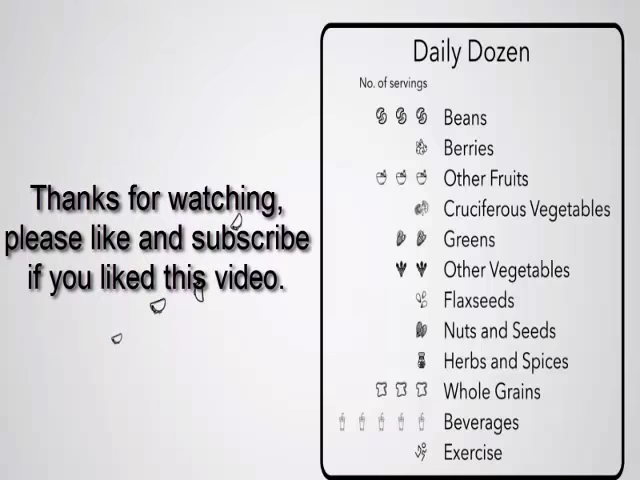 Thanks for watching,
please like and subscribe
if you liked this video.
Daily Dozen
No. of servings
Beans
Berries
Other Fruits
Cruciferous Vegetables
Greens
Other Vegetables
Flaxseeds
Nuts and Seeds
Herbs and Spices
Whole Grains
Beverages
Exercise